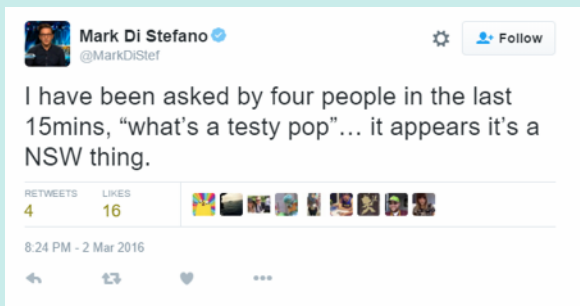 Mark Di Stefano
@MarkDiStef
Follow
I have been asked by four people in the last
15mins, “what’s a testy pop”… it appears it’s a
NSW thing.
RETWEETS LIKES
4 16
8:24 PM - 2 Mar 2016